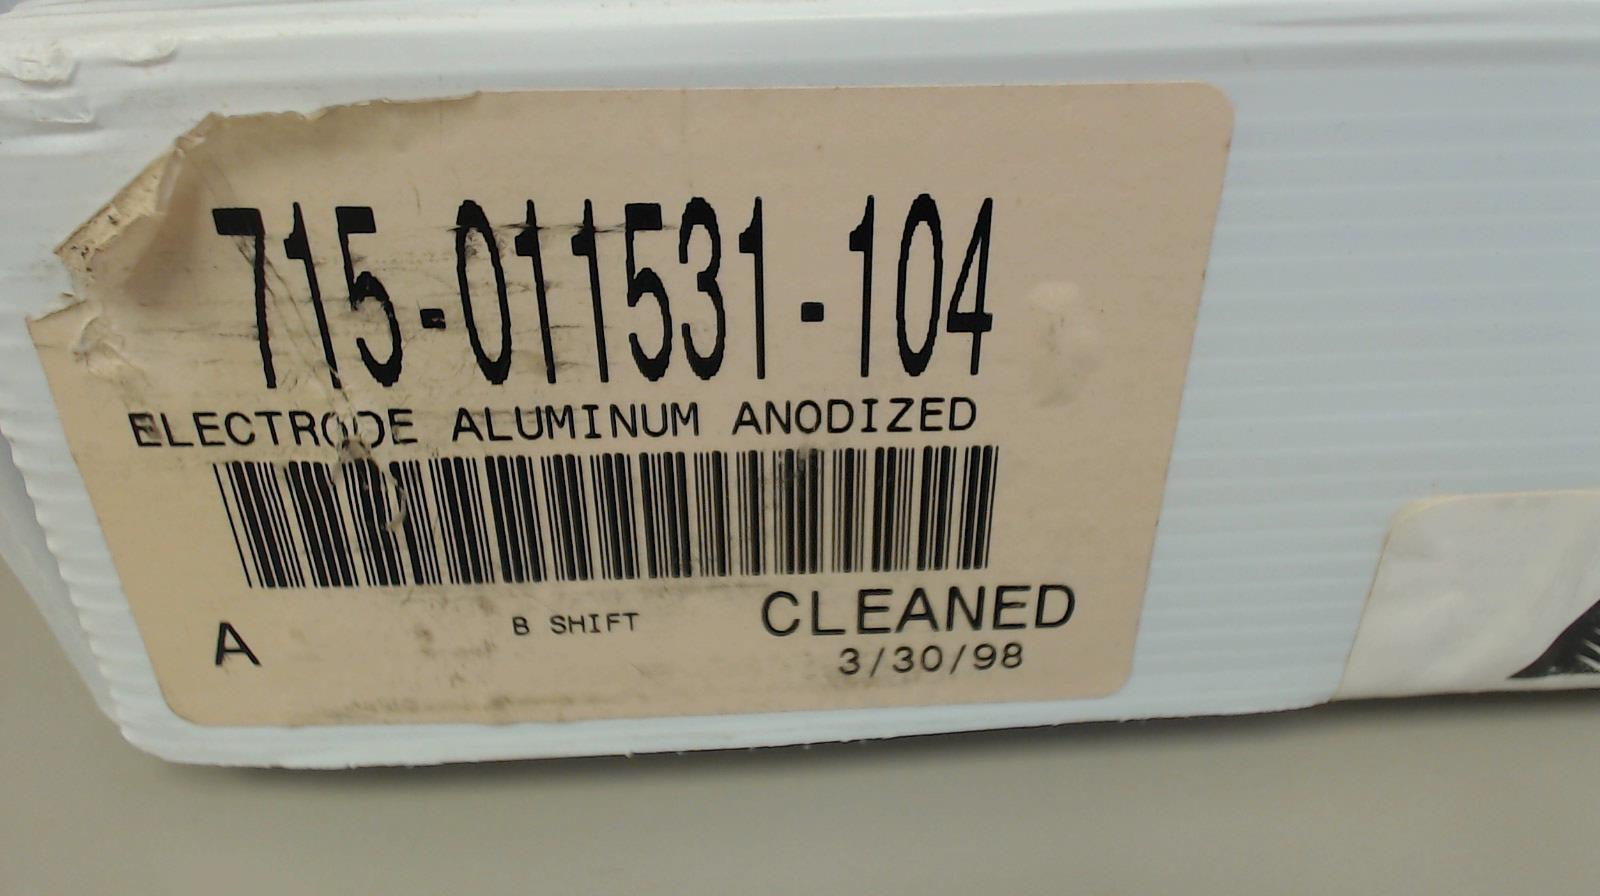 715-011531-104
ELECTRODE ALUMINUM ANODIZED
A
B SHIFT
CLEANED
3/30/98